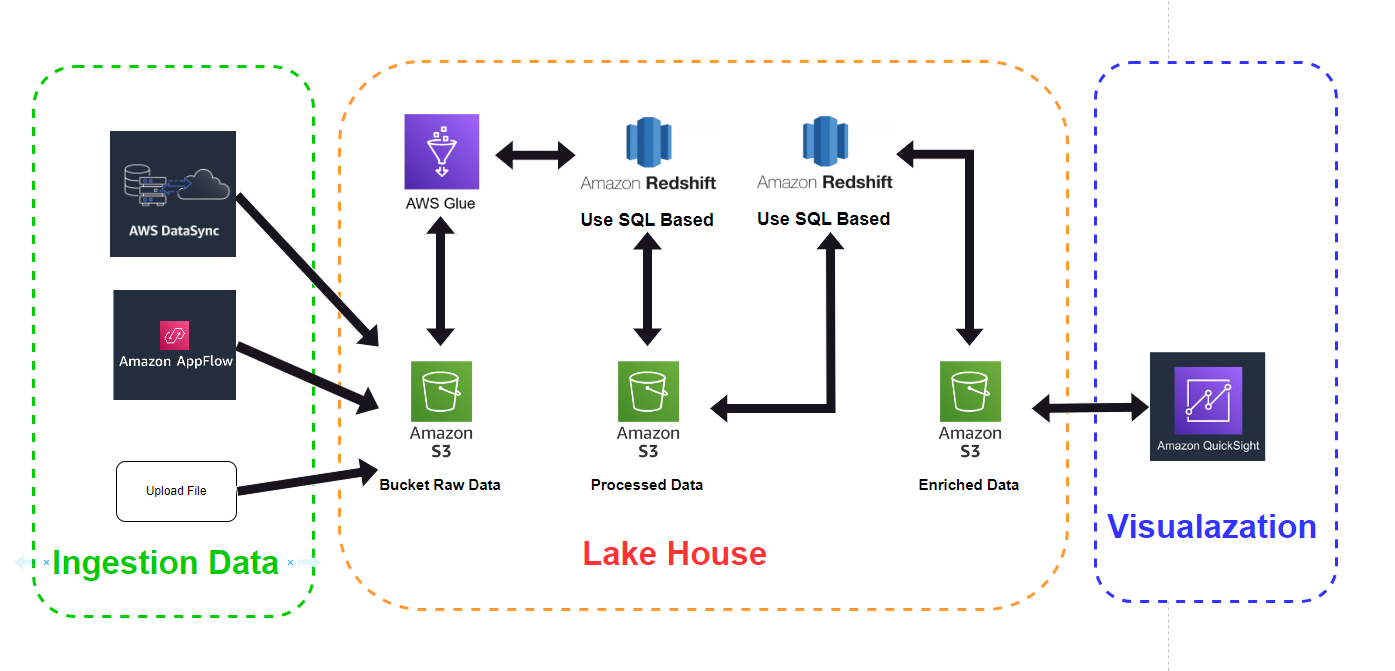 AWS DataSync
Amazon AppFlow
Upload File
Ingestion Data
AWS Glue
Amazon Redshift
Use SQL Based
Amazon Redshift
Use SQL Based
Amazon
S3
Bucket Raw Data
Amazon
S3
Processed Data
Amazon
S3
Enriched Data
Lake House
Amazon QuickSight
Visualazation